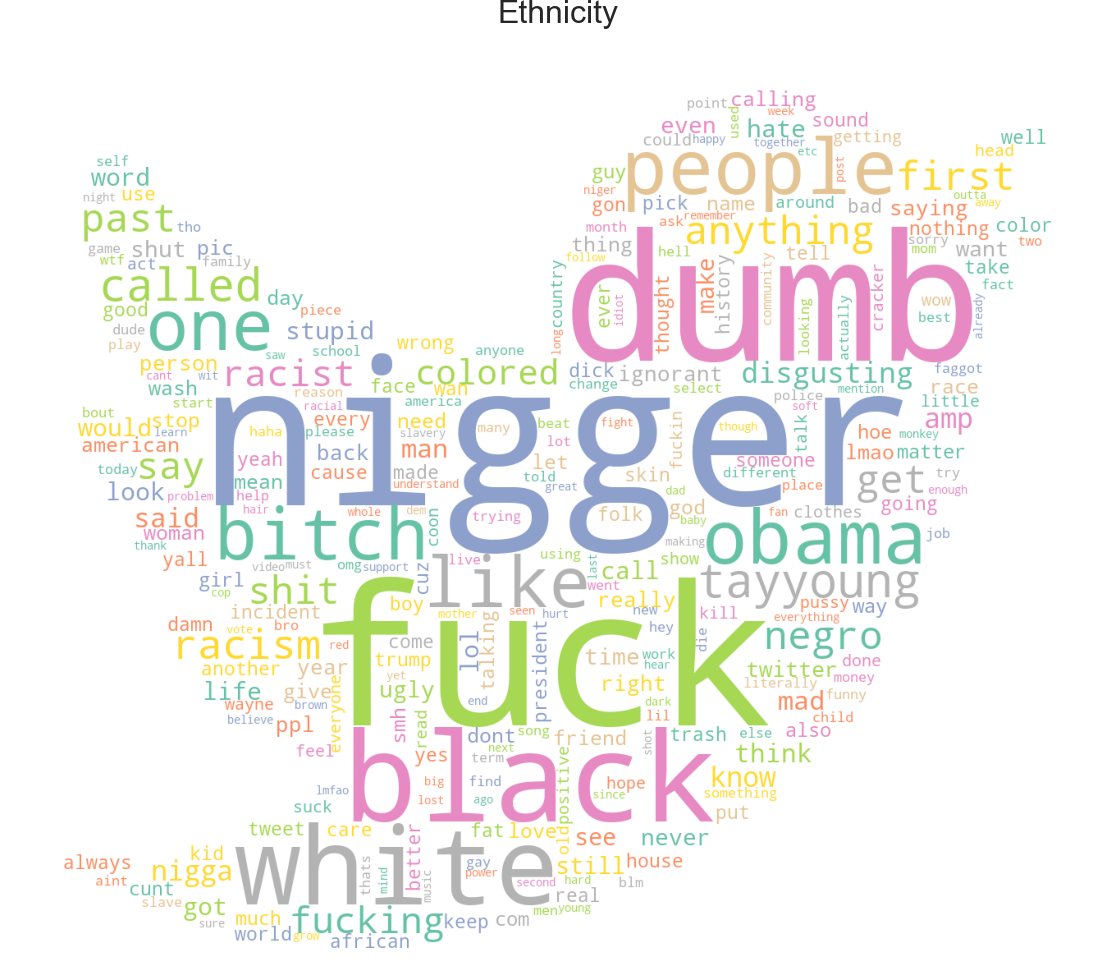 Ethnicity
point calling
week
used
even hate sound
could happy together getting well
self
word
guy people etc post head
first
night use niger
gon pick name around bad saying outta away
past tho
month ask remember anything nothing color
game shut pic thing hell tell sorry two
wtf act family follow mom want
called day country dumb make history community take
good piece ever idiot thought looking actually cracker wow fact
dude one stupid best already
play saw school wrong anyone long
person racist face colored dick ignorant disgusting faggot
cant wit wan change select police mention race
wash reason america soft little
start racial nigger
bout would stop haha every need many beat fight though talk hoe amp
learn please slavery lot fuckin monkey
american yeah back man let someone lmao matter
today say mean cause made told skin different try
look problem help understand great dad place get enough
hair whole dem trying folk god fan clothes going
said bitch coon baby obama job
woman making
thank yall omg live using last show
video must support cuz like went call tayyoung
girl shit
cop boy really pussy way
incident mother seen hurt new kill everything
damn bro hey negro
vote racism red fuck die
come lol talking time work done
another year trump yet hear twitter money
life give ugly president right literally
wayne brown everyone end dark mad funny
believe ppl smh read lil child
dont song friend shot trash else also
feel yes term next positive think
lmfao big find black hope know
suck lost ago since something
put
tweet care better fat love old see never
always kid white gay still house
aint nigga thats mind power
cunt music second hard blm
slave got real
sure much fucking keep com men young
world grow african